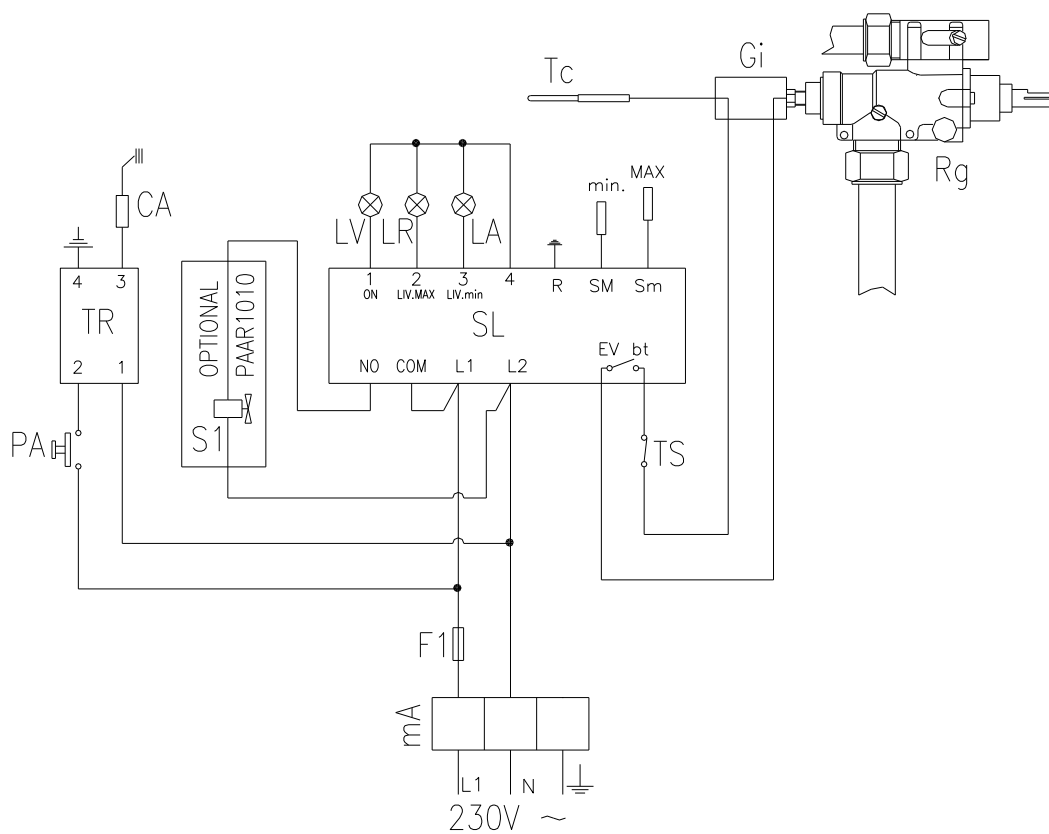 Gi
Tc
Rg
MAX
min.
CA
LV LR LA
4 3
TR
2 1
1 2 3 4 R SM Sm
ON LIV.MAX LIV.min
SL
EV bt
NO COM L1 L2
OPTIONAL
PAAR1010
S1
PA
TS
F1
mA
L1 N
230V ~